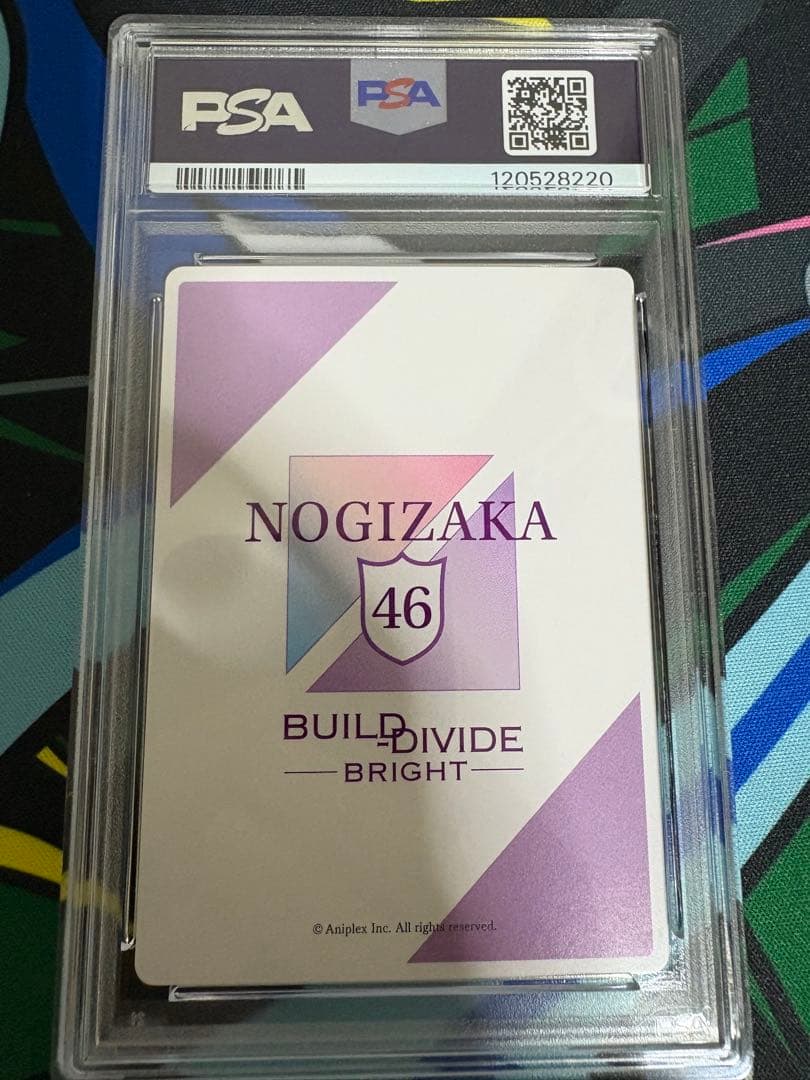 PSA
PSA
120528220
NOGIZAKA
46
BUILD
-DIVIDE
BRIGHT
© Aniplex Inc. All rights reserved.